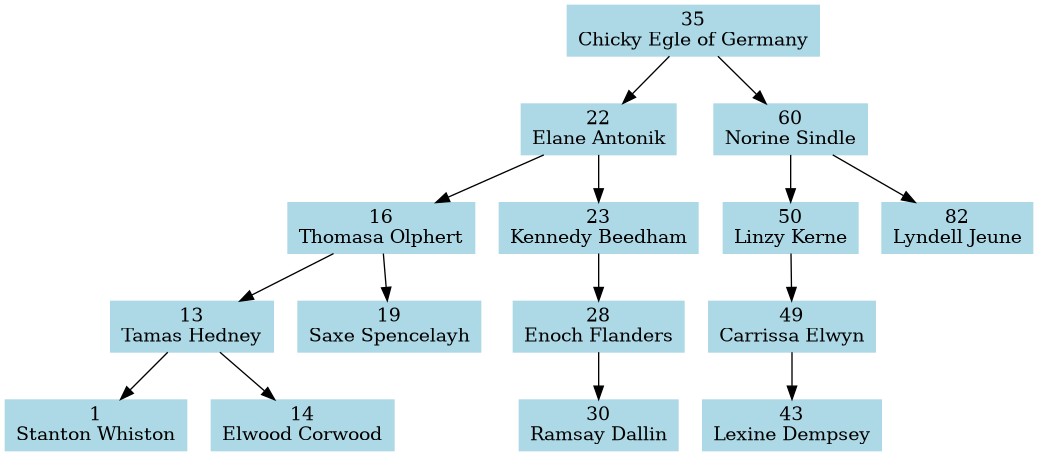 35
Chicky Egle of Germany
22
Elane Antonik
60
Norine Sindle
16
Thomasa Olphert
23
Kennedy Beedham
50
Linzy Kerne
82
Lyndell Jeune
13
Tamas Hedney
19
Saxe Spencelayh
28
Enoch Flanders
49
Carrissa Elwyn
1
Stanton Whiston
14
Elwood Corwood
30
Ramsay Dallin
43
Lexine Dempsey